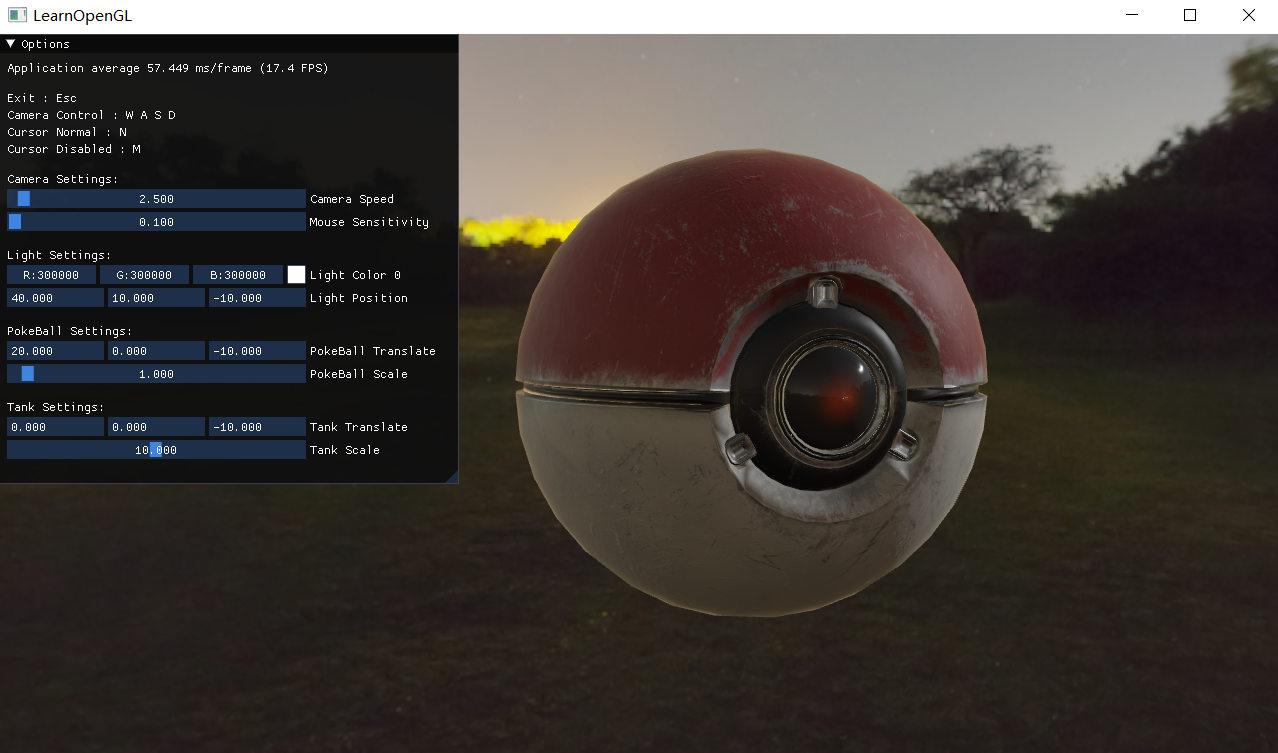 LearnOpenGL
Options
Application average 57.449 ms/frame (17.4 FPS)
Exit : Esc
Camera Control : W A S D
Cursor Normal : N
Cursor Disabled : M
Camera Settings:
2.500 Camera Speed
0.100 Mouse Sensitivity
Light Settings:
R:300000 G:300000 B:300000 Light Color 0
40.000 10.000 -10.000 Light Position
PokeBall Settings:
20.000 0.000 -10.000 PokeBall Translate
1.000 PokeBall Scale
Tank Settings:
0.000 0.000 -10.000 Tank Translate
10.000 Tank Scale